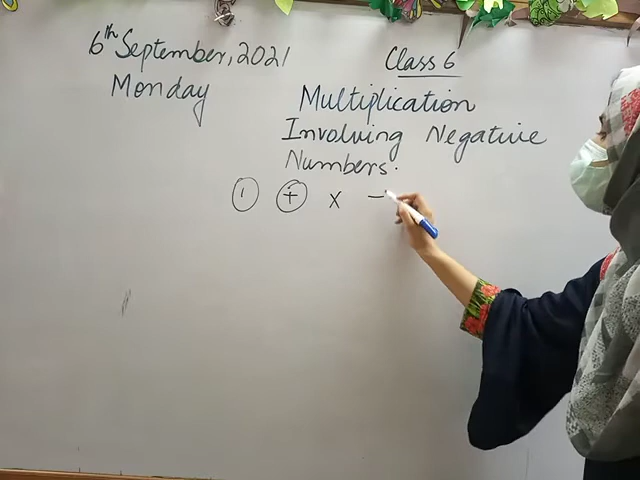 6th September, 2021
Monday
Class 6
Multiplication
Involving Negative
Numbers.
① ⊕ x −